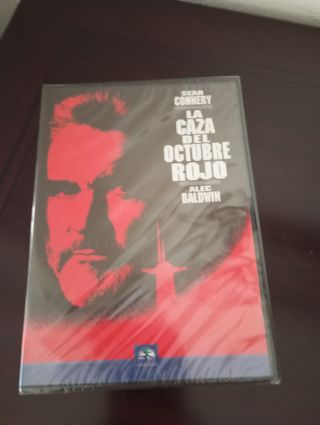 SEAN
CONNERY
LA
CAZA
DEL
OCTUBRE
ROJO
ALEC
BALDWIN